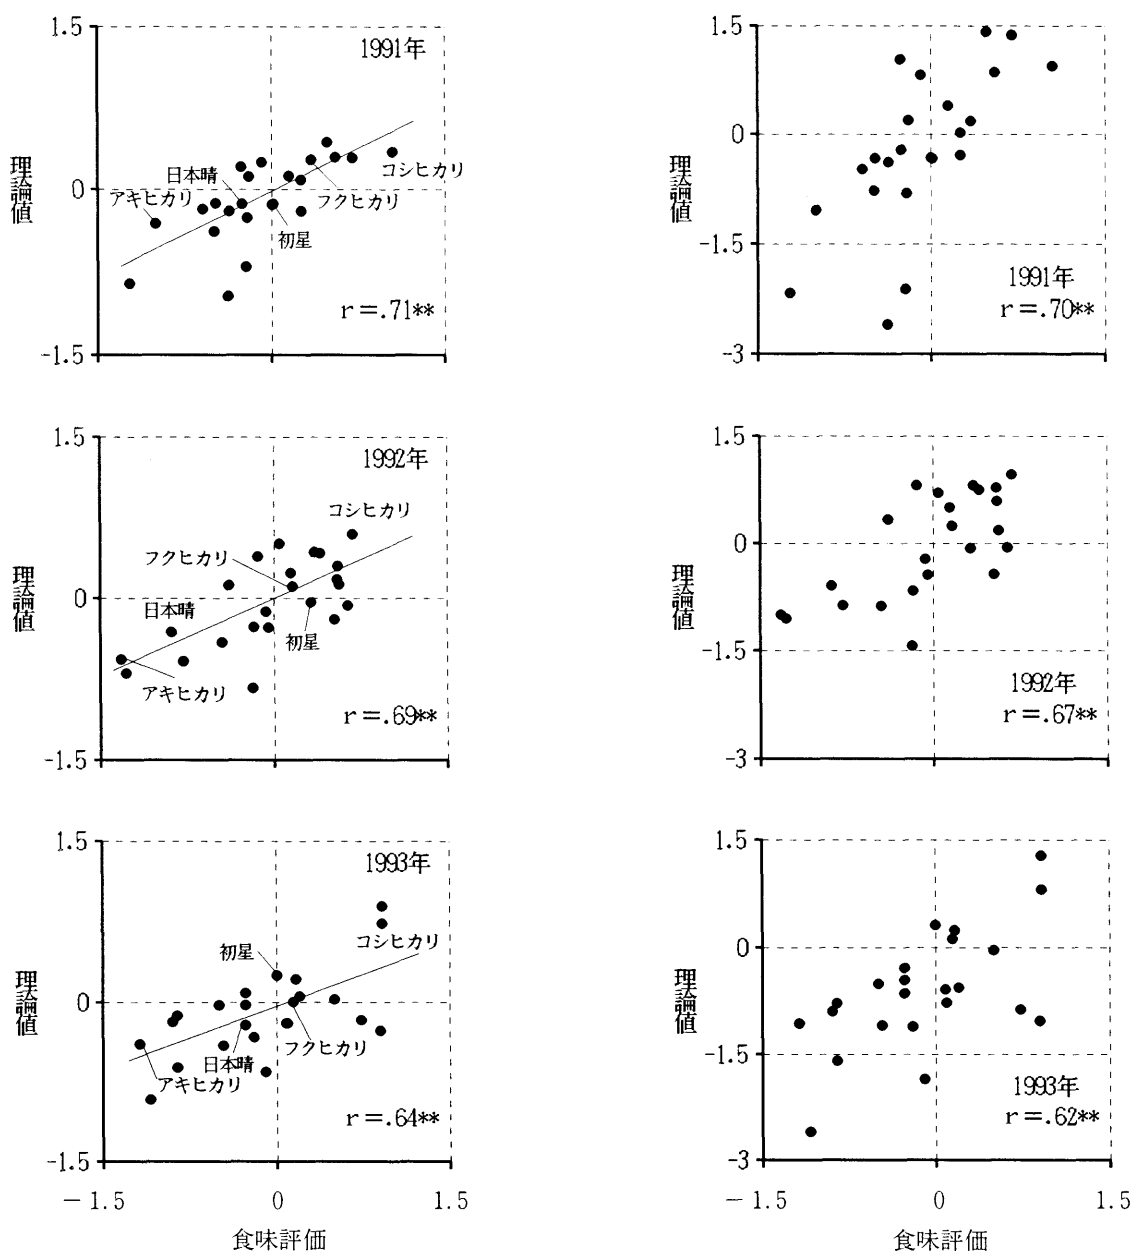 1.5
1991年
理論値
日本晴
コシヒカリ
アキヒカリ
0
フクヒカリ
初星
r=.71**
-1.5
1.5
理論値
0
-1.5
1991年
r=.70**
-3
1.5
1992年
コシヒカリ
フクヒカリ
理論値
0
日本晴
初星
アキヒカリ
r=.69**
-1.5
1.5
理論値
0
-1.5
1992年
r=.67**
-3
1.5
1993年
初星
コシヒカリ
理論値
0
フクヒカリ
日本晴
アキヒカリ
r=.64**
-1.5
-1.5 0 1.5
食味評価
1.5
理論値
0
-1.5
1993年
r=.62**
-3
-1.5 0 1.5
食味評価